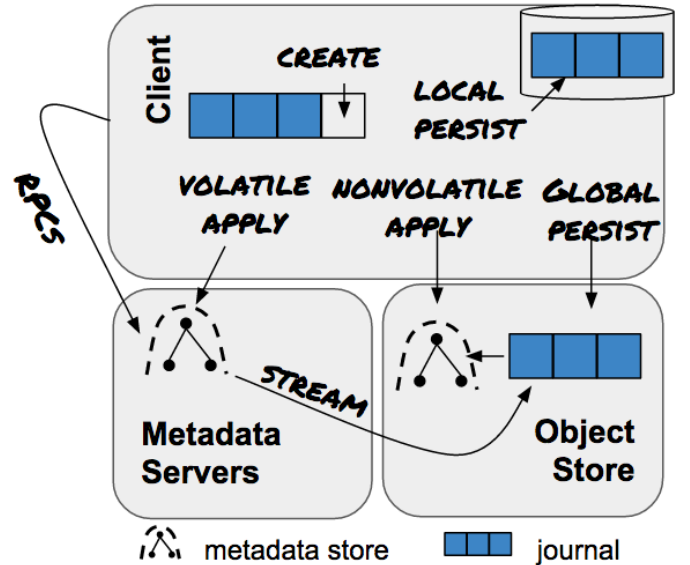 Client
CREATE
LOCAL
PERSIST
RPCs
VOLATILE
APPLY
NONVOLATILE
APPLY
GLOBAL
PERSIST
STREAM
Metadata
Servers
Object
Store
metadata store
journal